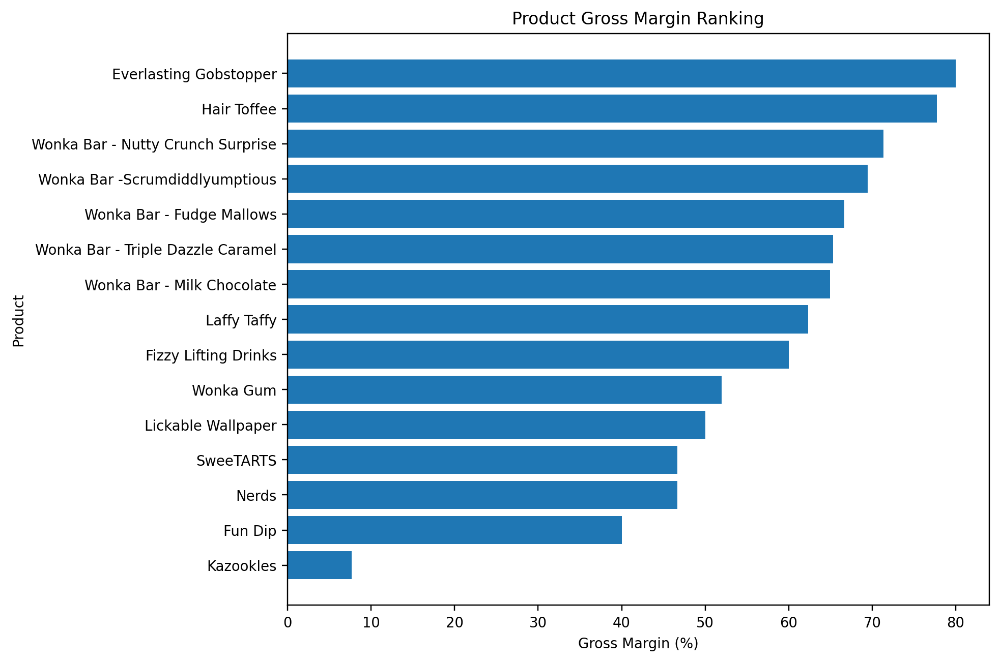 Product Gross Margin Ranking
Everlasting Gobstopper
Hair Toffee
Wonka Bar - Nutty Crunch Surprise
Wonka Bar -Scrumdiddlyumptious
Wonka Bar - Fudge Mallows
Wonka Bar - Triple Dazzle Caramel
Wonka Bar - Milk Chocolate
Laffy Taffy
Fizzy Lifting Drinks
Wonka Gum
Lickable Wallpaper
SweeTARTS
Nerds
Fun Dip
Kazookles
Product
0 10 20 30 40 50 60 70 80
Gross Margin (%)